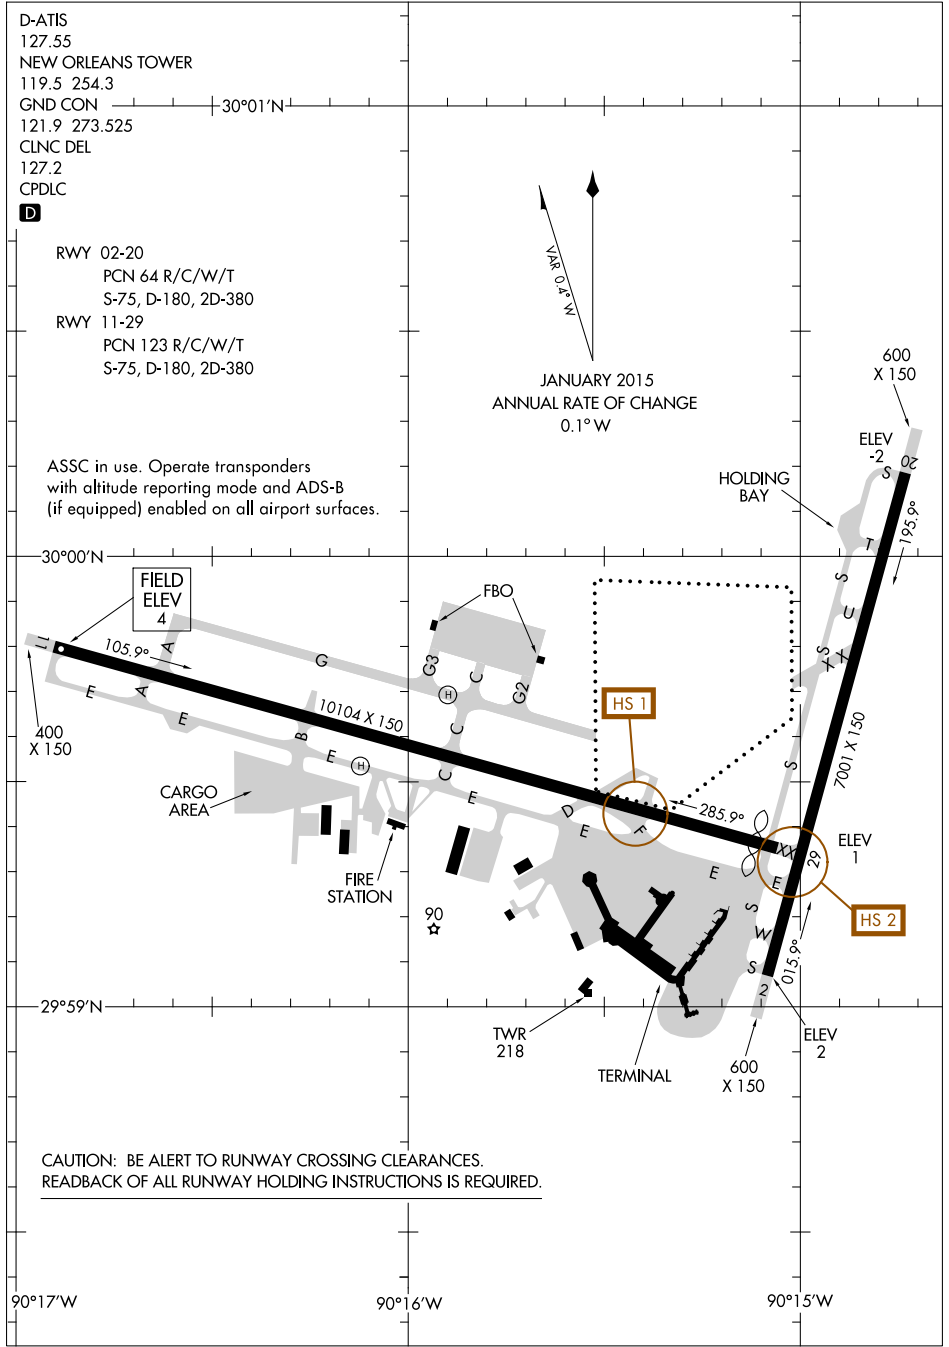 D-ATIS
127.55
NEW ORLEANS TOWER
119.5 254.3
GND CON
121.9 273.525
CLNC DEL
127.2
CPDLC
D
30°01'N
RWY 02-20
PCN 64 R/C/W/T
S-75, D-180, 2D-380
RWY 11-29
PCN 123 R/C/W/T
S-75, D-180, 2D-380
VAR 0.4° W
JANUARY 2015
ANNUAL RATE OF CHANGE
0.1° W
600
X 150
ELEV
-2
20
S
HOLDING
BAY
195.9°
ASSC in use. Operate transponders
with altitude reporting mode and ADS-B
(if equipped) enabled on all airport surfaces.
30°00'N
T
S
U
S
X
X
X
FIELD
ELEV
4
FBO
11
105.9°
A
A
G
G3
C
G2
H
C
E
E
B
E
H
C
E
10104 X 150
400
X 150
HS 1
7001 X 150
S
CARGO
AREA
D
E
F
285.9°
ELEV
1
XX
29
E
E
FIRE
STATION
HS 2
90
S
W
S
015.9°
2
29°59'N
TWR
218
TERMINAL
ELEV
2
600
X 150
CAUTION: BE ALERT TO RUNWAY CROSSING CLEARANCES.
READBACK OF ALL RUNWAY HOLDING INSTRUCTIONS IS REQUIRED.
90°17'W
90°16'W
90°15'W